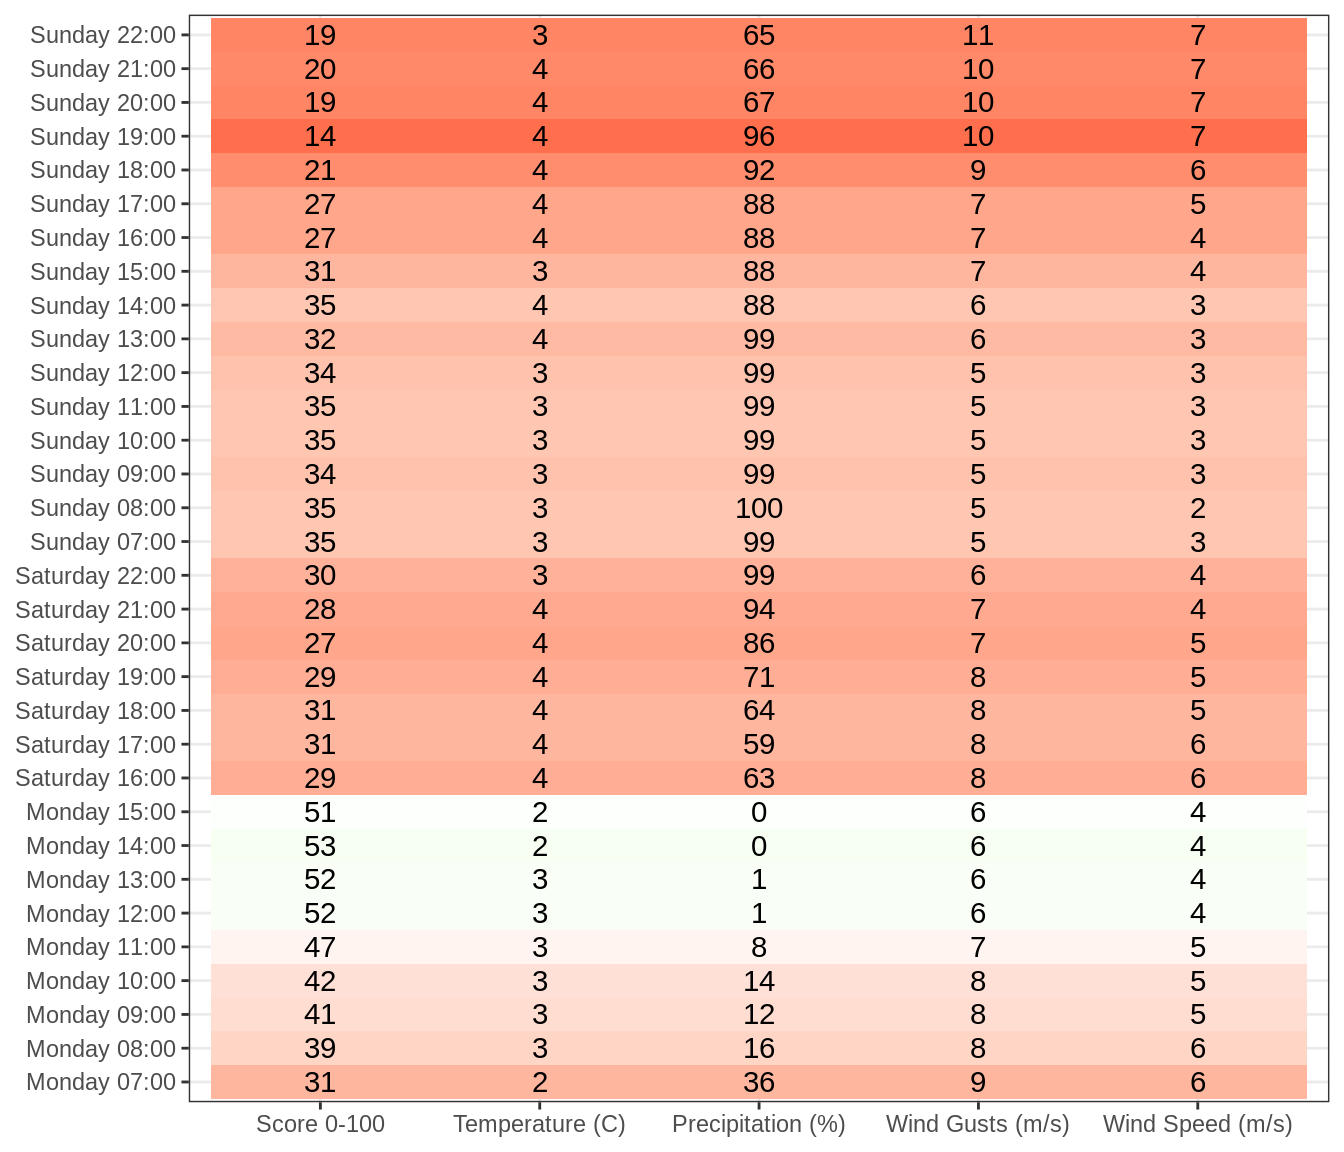 Sunday 22:00 19 3 65 11 7
Sunday 21:00 20 4 66 10 7
Sunday 20:00 19 4 67 10 7
Sunday 19:00 14 4 96 10 7
Sunday 18:00 21 4 92 9 6
Sunday 17:00 27 4 88 7 5
Sunday 16:00 27 4 88 7 4
Sunday 15:00 31 3 88 7 4
Sunday 14:00 35 4 88 6 3
Sunday 13:00 32 4 99 6 3
Sunday 12:00 34 3 99 5 3
Sunday 11:00 35 3 99 5 3
Sunday 10:00 35 3 99 5 3
Sunday 09:00 34 3 99 5 3
Sunday 08:00 35 3 100 5 2
Sunday 07:00 35 3 99 5 3
Saturday 22:00 30 3 99 6 4
Saturday 21:00 28 4 94 7 4
Saturday 20:00 27 4 86 7 5
Saturday 19:00 29 4 71 8 5
Saturday 18:00 31 4 64 8 5
Saturday 17:00 31 4 59 8 6
Saturday 16:00 29 4 63 8 6
Monday 15:00 51 2 0 6 4
Monday 14:00 53 2 0 6 4
Monday 13:00 52 3 1 6 4
Monday 12:00 52 3 1 6 4
Monday 11:00 47 3 8 7 5
Monday 10:00 42 3 14 8 5
Monday 09:00 41 3 12 8 5
Monday 08:00 39 3 16 8 6
Monday 07:00 31 2 36 9 6
Score 0-100 Temperature (C) Precipitation (%) Wind Gusts (m/s) Wind Speed (m/s)